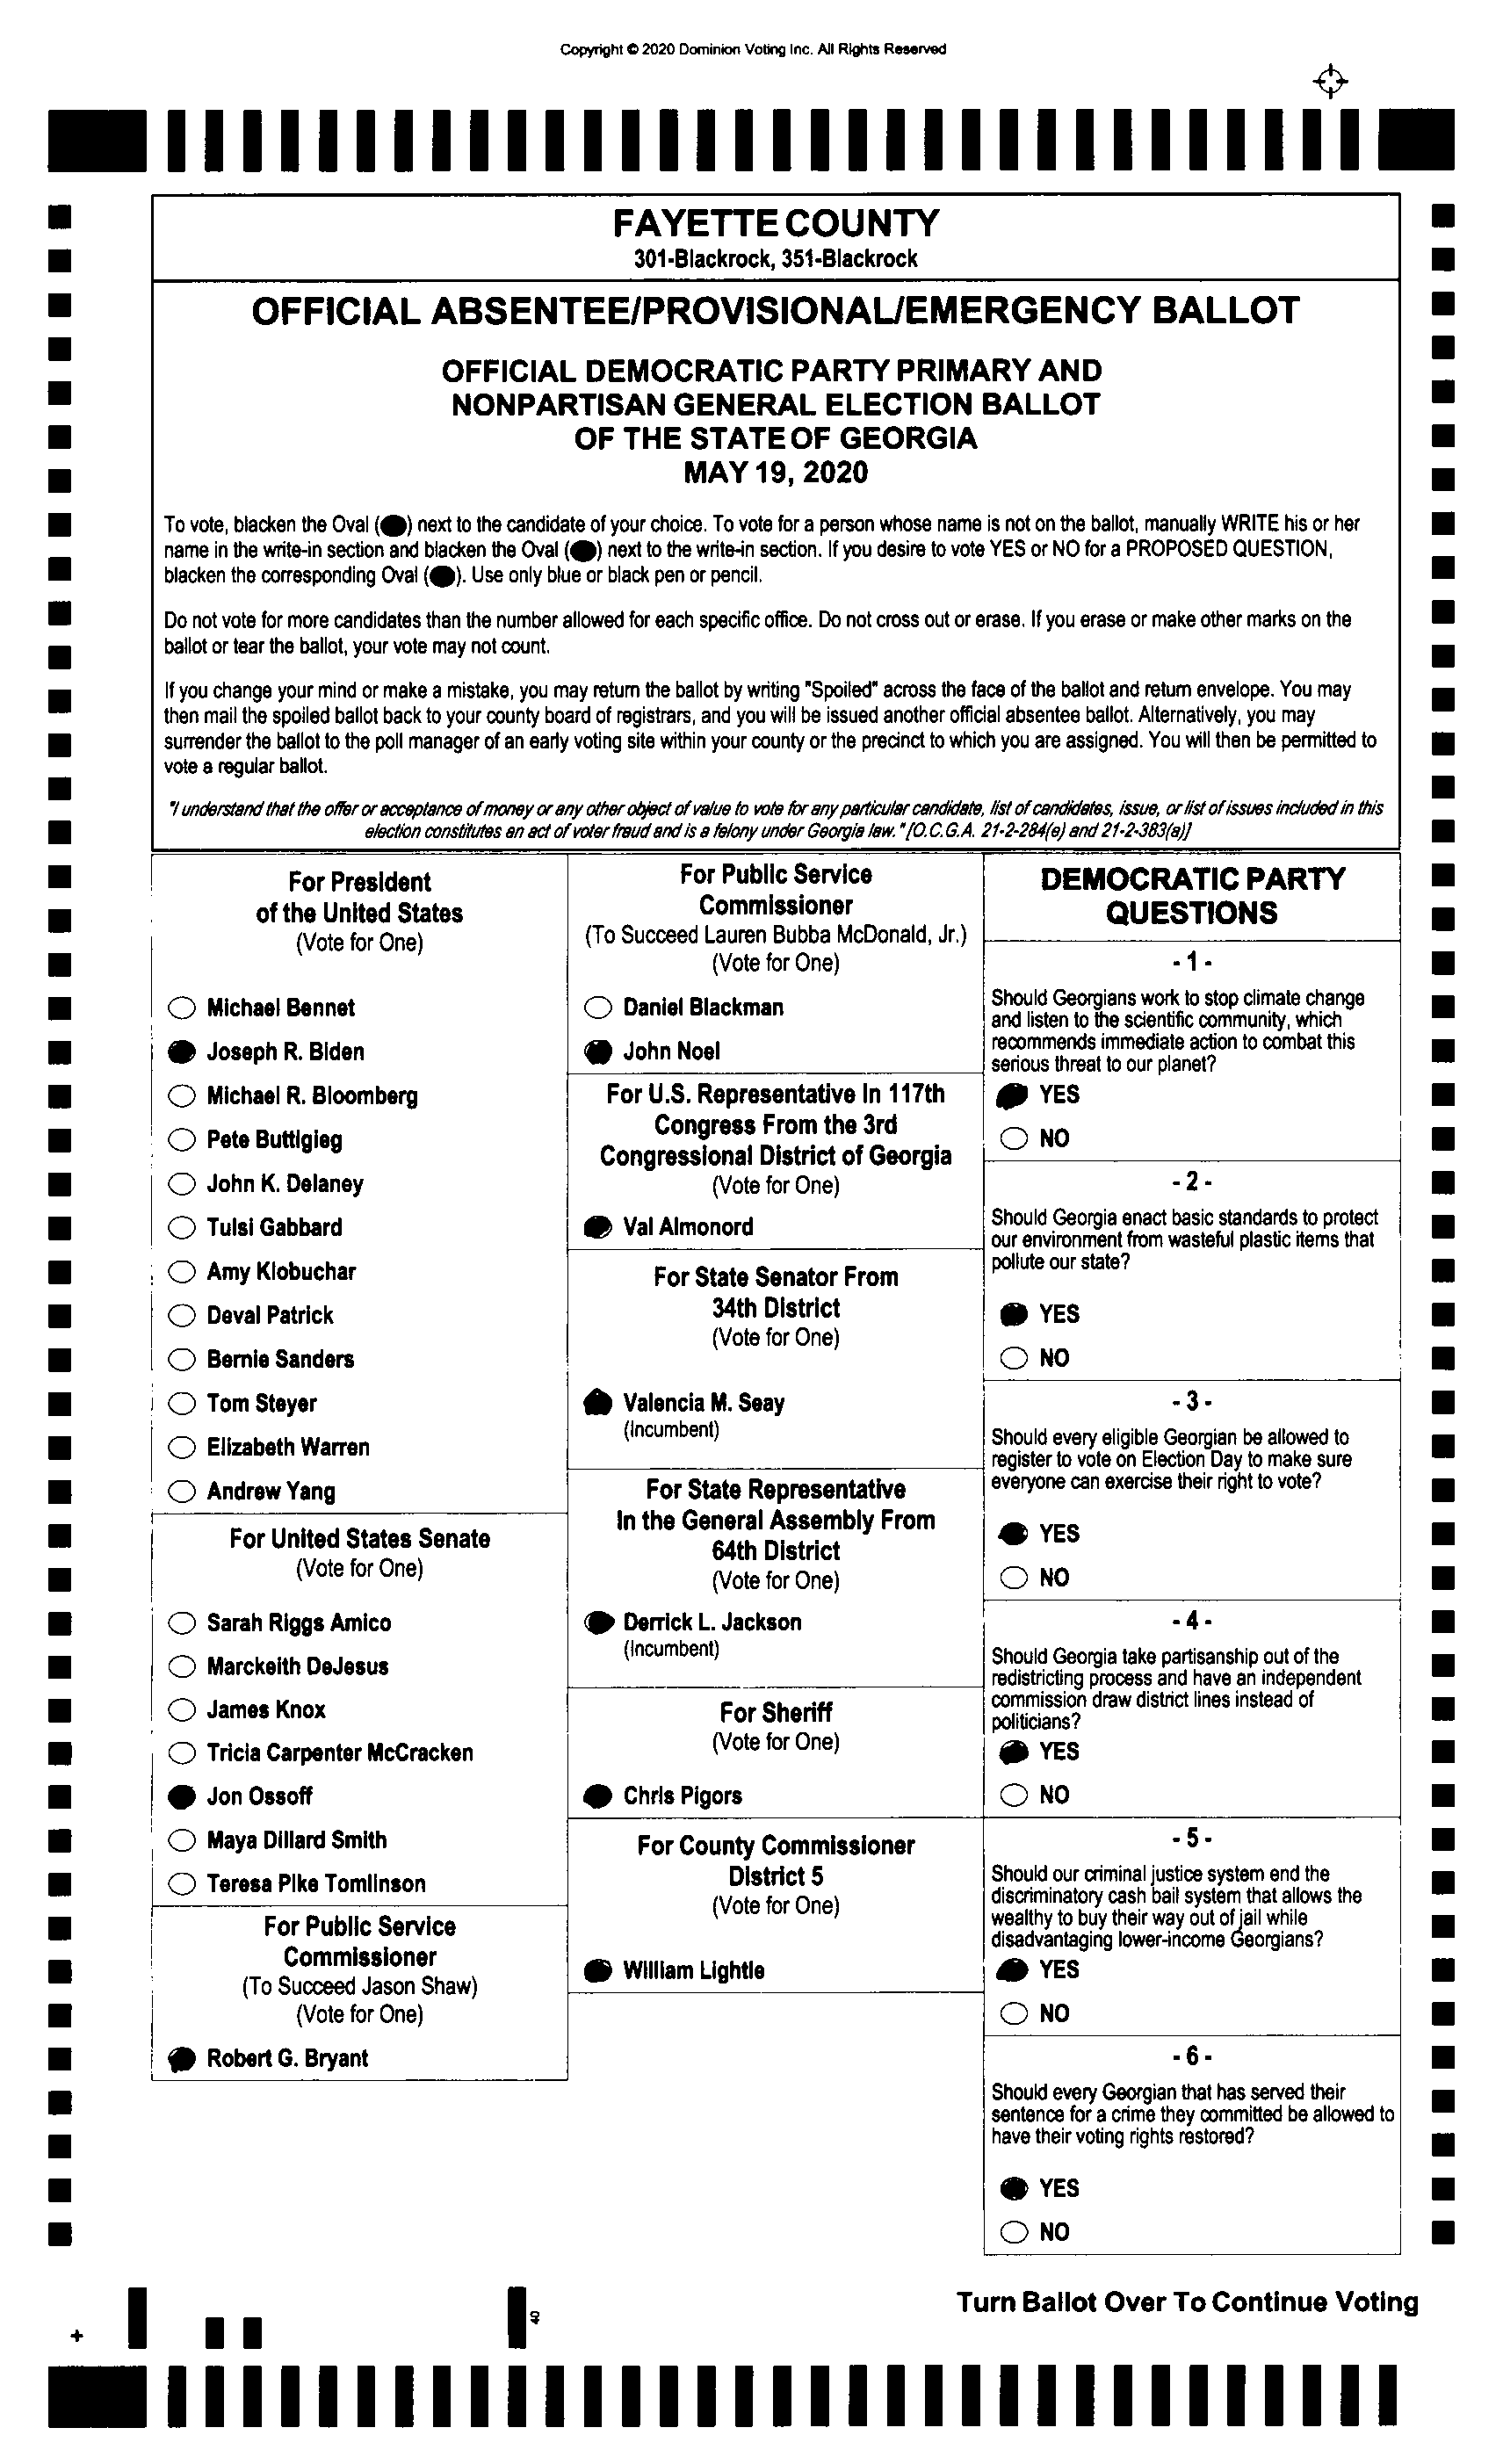 Copyright © 2020 Dominion Voting Inc. All Rights Reserved
FAYETTE COUNTY
301-Blackrock, 351-Blackrock
OFFICIAL ABSENTEE/PROVISIONAL/EMERGENCY BALLOT
OFFICIAL DEMOCRATIC PARTY PRIMARY AND
NONPARTISAN GENERAL ELECTION BALLOT
OF THE STATE OF GEORGIA
MAY 19, 2020
To vote, blacken the Oval (●) next to the candidate of your choice. To vote for a person whose name is not on the ballot, manually WRITE his or her
name in the write-in section and blacken the Oval (●) next to the write-in section. If you desire to vote YES or NO for a PROPOSED QUESTION,
blacken the corresponding Oval (●). Use only blue or black pen or pencil.
Do not vote for more candidates than the number allowed for each specific office. Do not cross out or erase. If you erase or make other marks on the
ballot or tear the ballot, your vote may not count.
If you change your mind or make a mistake, you may return the ballot by writing "Spoiled" across the face of the ballot and return envelope. You may
then mail the spoiled ballot back to your county board of registrars, and you will be issued another official absentee ballot. Alternatively, you may
surrender the ballot to the poll manager of an early voting site within your county or the precinct to which you are assigned. You will then be permitted to
vote a regular ballot.
"I understand that the offer or acceptance of money or any other object of value to vote for any particular candidate, list of candidates, issue, or list of issues included in this
election constitutes an act of voter fraud and is a felony under Georgia law." [O.C.G.A. 21-2-284(e) and 21-2-383(a)]
For President
of the United States
(Vote for One)
Michael Bennet
Joseph R. Biden
Michael R. Bloomberg
Pete Buttigieg
John K. Delaney
Tulsi Gabbard
Amy Klobuchar
Deval Patrick
Bernie Sanders
Tom Steyer
Elizabeth Warren
Andrew Yang
For United States Senate
(Vote for One)
Sarah Riggs Amico
Marckeith DeJesus
James Knox
Tricia Carpenter McCracken
Jon Ossoff
Maya Dillard Smith
Teresa Pike Tomlinson
For Public Service
Commissioner
(To Succeed Jason Shaw)
(Vote for One)
Robert G. Bryant
For Public Service
Commissioner
(To Succeed Lauren Bubba McDonald, Jr.)
(Vote for One)
Daniel Blackman
John Noel
For U.S. Representative in 117th
Congress From the 3rd
Congressional District of Georgia
(Vote for One)
Val Almonord
For State Senator From
34th District
(Vote for One)
Valencia M. Seay
(Incumbent)
For State Representative
In the General Assembly From
64th District
(Vote for One)
Derrick L. Jackson
(Incumbent)
For Sheriff
(Vote for One)
Chris Pigors
For County Commissioner
District 5
(Vote for One)
William Lightle
DEMOCRATIC PARTY
QUESTIONS
- 1 -
Should Georgians work to stop climate change
and listen to the scientific community, which
recommends immediate action to combat this
serious threat to our planet?
YES
NO
- 2 -
Should Georgia enact basic standards to protect
our environment from wasteful plastic items that
pollute our state?
YES
NO
- 3 -
Should every eligible Georgian be allowed to
register to vote on Election Day to make sure
everyone can exercise their right to vote?
YES
NO
- 4 -
Should Georgia take partisanship out of the
redistricting process and have an independent
commission draw district lines instead of
politicians?
YES
NO
- 5 -
Should our criminal justice system end the
discriminatory cash bail system that allows the
wealthy to buy their way out of jail while
disadvantaging lower-income Georgians?
YES
NO
- 6 -
Should every Georgian that has served their
sentence for a crime they committed be allowed to
have their voting rights restored?
YES
NO
Turn Ballot Over To Continue Voting